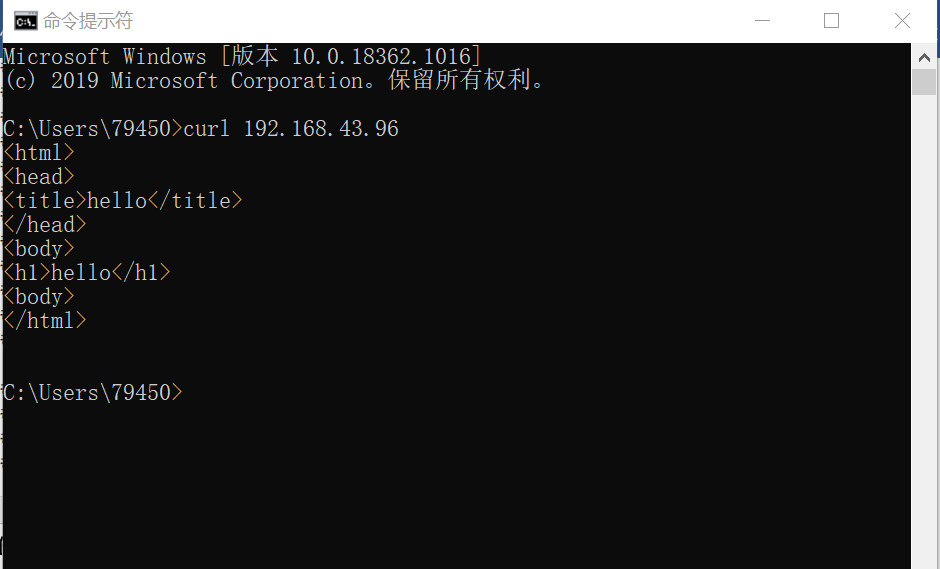 命令提示符
Microsoft Windows [版本 10.0.18362.1016]
(c) 2019 Microsoft Corporation。保留所有权利。
C:\Users\79450>curl 192.168.43.96
<html>
<head>
<title>hello</title>
</head>
<body>
<h1>hello</h1>
<body>
</html>
C:\Users\79450>